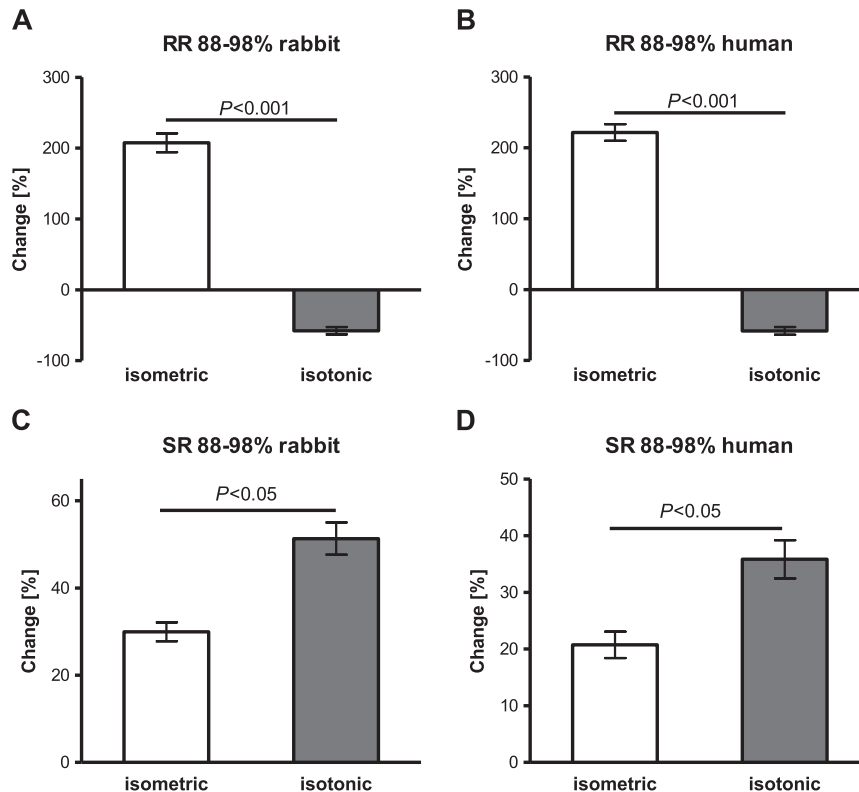 A
RR 88-98% rabbit
Change [%]
300
200
100
0
-100
P<0.001
isometric
isotonic
B
RR 88-98% human
Change [%]
300
200
100
0
-100
P<0.001
isometric
isotonic
C
SR 88-98% rabbit
Change [%]
60
40
20
0
P<0.05
isometric
isotonic
D
SR 88-98% human
Change [%]
50
40
30
20
10
0
P<0.05
isometric
isotonic